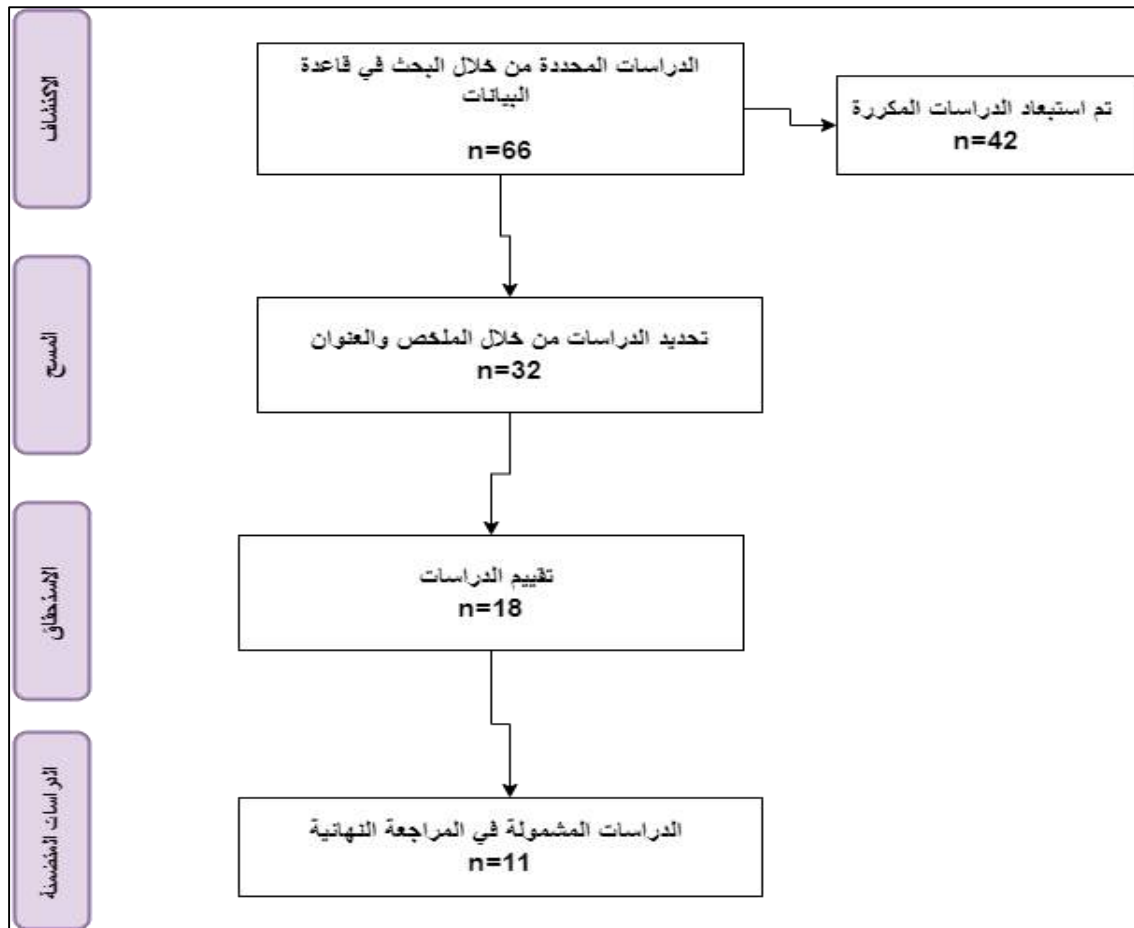 الاكتشاف
الدراسات المحددة من خلال البحث في قاعدة
البيانات
n=66
تم استبعاد الدراسات المكررة
n=42
المسح
تحديد الدراسات من خلال الملخص والعنوان
n=32
الاستحقاق
تقييم الدراسات
n=18
الدراسات المتضمنة
الدراسات المشمولة في المراجعة النهائية
n=11